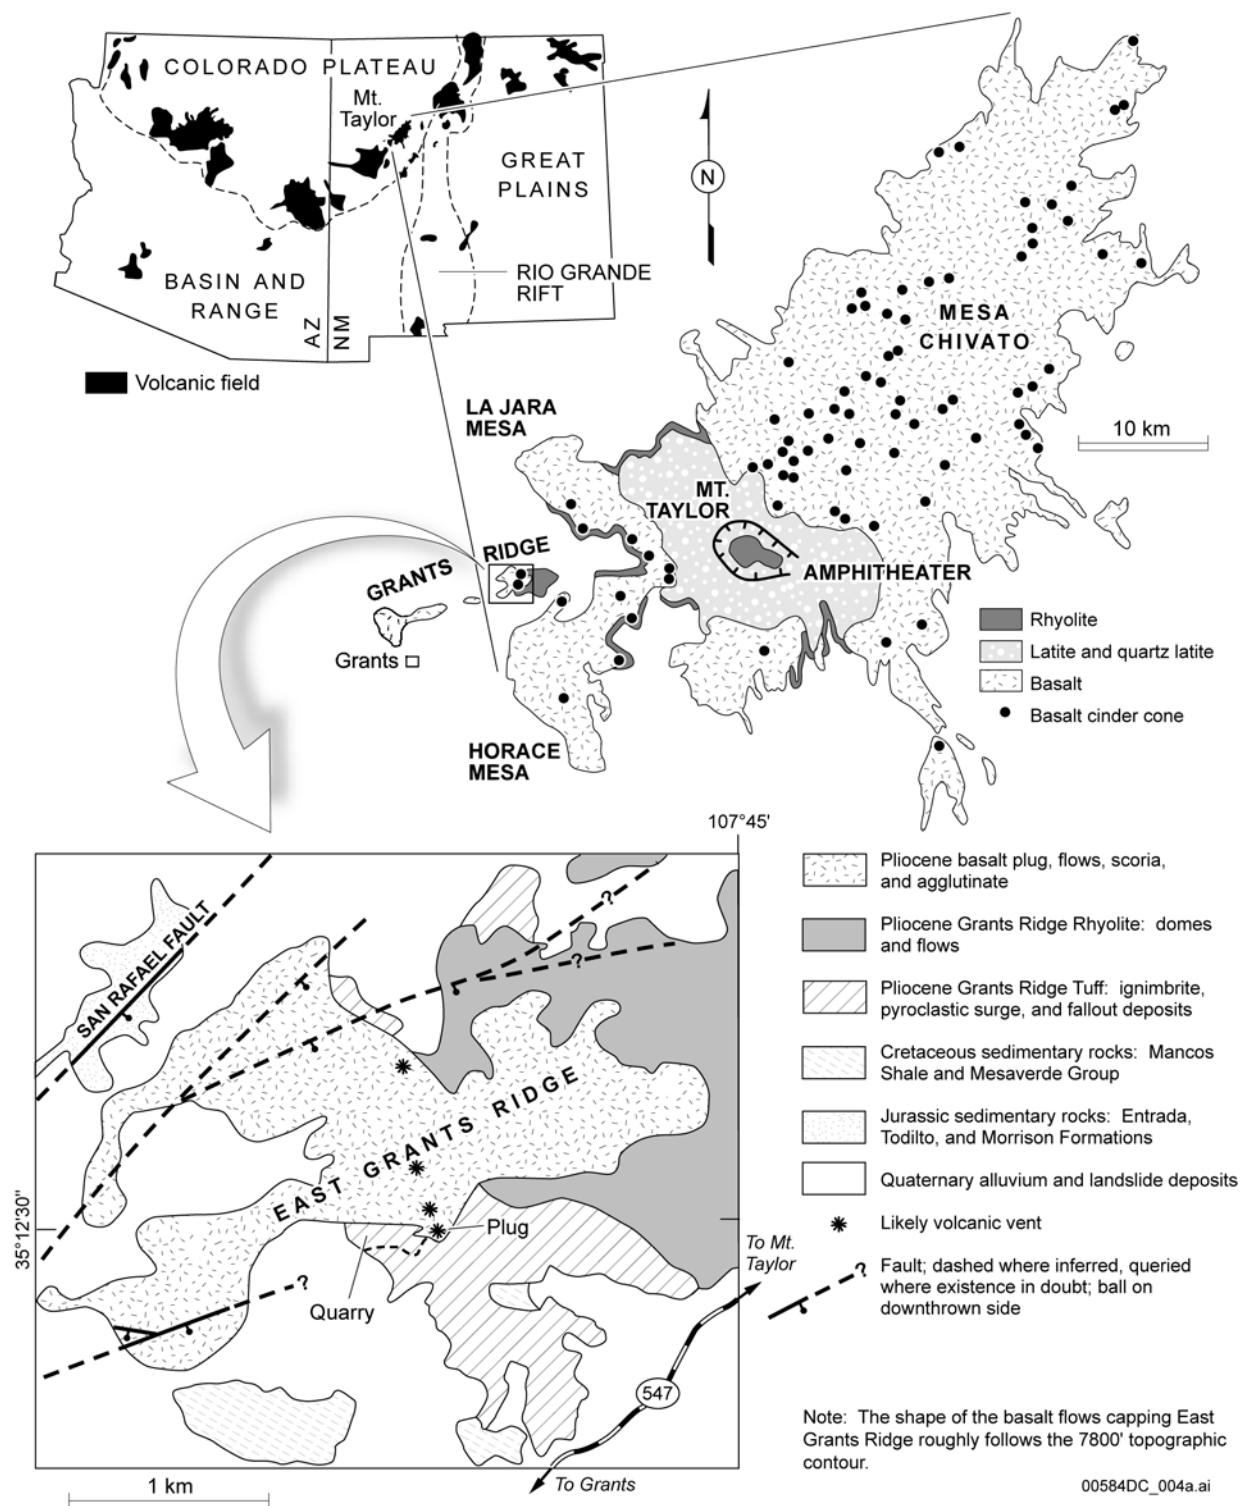 COLORADO PLATEAU
Mt.
Taylor
GREAT
PLAINS
BASIN AND
RANGE
AZ
NM
RIO GRANDE
RIFT
Volcanic field
N
MESA
CHIVATO
10 km
LA JARA
MESA
MT.
TAYLOR
AMPHITHEATER
GRANTS RIDGE
Grants
HORACE
MESA
Rhyolite
Latite and quartz latite
Basalt
Basalt cinder cone
107°45'
35°12'30"
SAN RAFAEL FAULT
?
?
EAST GRANTS RIDGE
Plug
Quarry
?
To Mt.
Taylor
547
To Grants
1 km
Pliocene basalt plug, flows, scoria,
and agglutinate
Pliocene Grants Ridge Rhyolite: domes
and flows
Pliocene Grants Ridge Tuff: ignimbrite,
pyroclastic surge, and fallout deposits
Cretaceous sedimentary rocks: Mancos
Shale and Mesaverde Group
Jurassic sedimentary rocks: Entrada,
Todilto, and Morrison Formations
Quaternary alluvium and landslide deposits
Likely volcanic vent
?
Fault; dashed where inferred, queried
where existence in doubt; ball on
downthrown side
Note: The shape of the basalt flows capping East
Grants Ridge roughly follows the 7800' topographic
contour.
00584DC_004a.ai